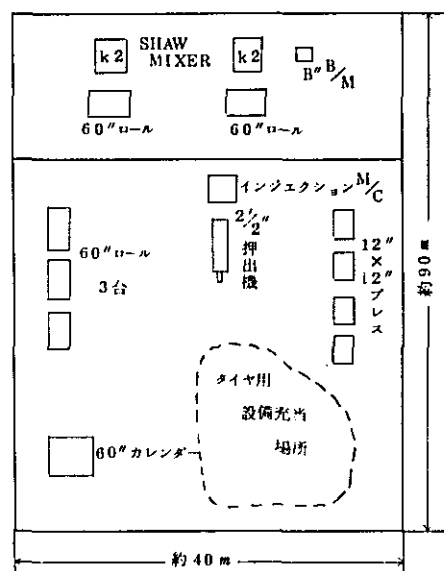 k2
SHAW
MIXER
k2
B″ B/M
60″ロール
60″ロール
インジェクション M/C
2 1/2″
押出機
60″ロール
3台
12″×12″プレス
タイヤ用
設備充当
場所
60″カレンダー
約90m
約40m